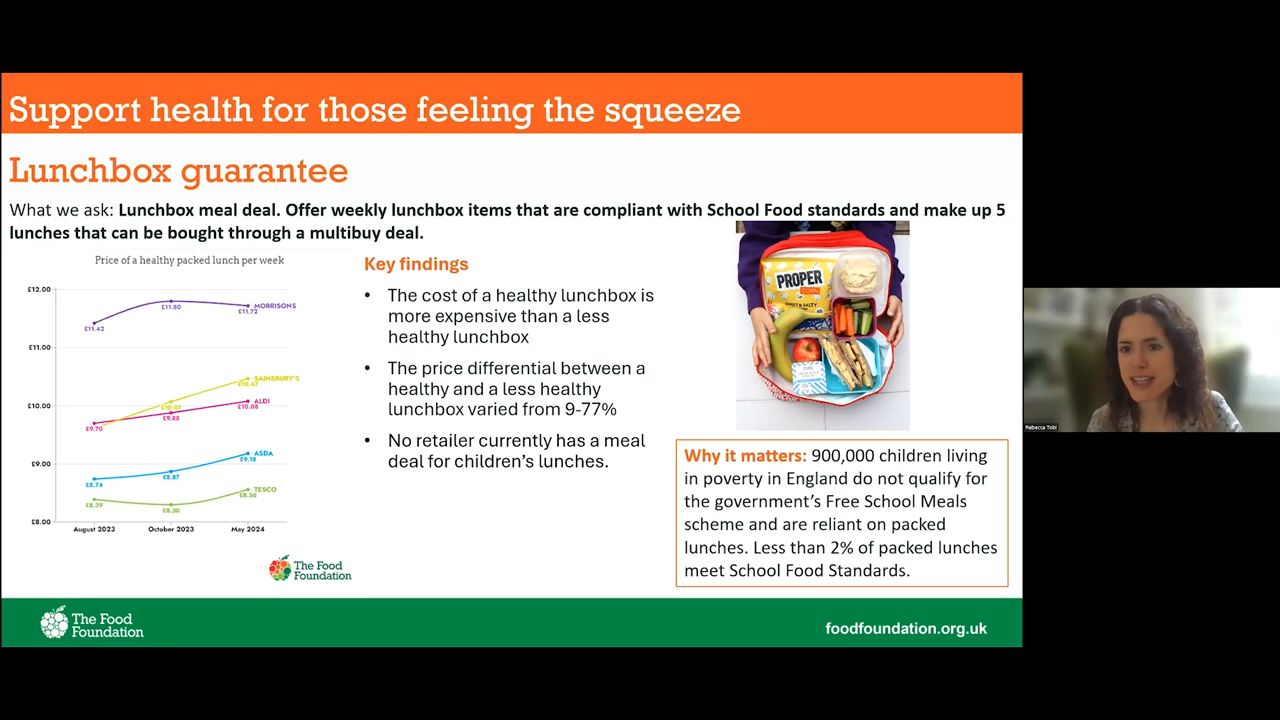 Support health for those feeling the squeeze
Lunchbox guarantee
What we ask: Lunchbox meal deal. Offer weekly lunchbox items that are compliant with School Food standards and make up 5
lunches that can be bought through a multibuy deal.
Price of a healthy packed lunch per week
£12.00
£11.00
£10.00
£9.00
£8.00
£11.42
£11.80
£11.72
MORRISONS
£10.07
£10.47
SAINSBURY'S
£9.70
£9.88
£10.08
ALDI
£8.74
£8.87
£9.18
ASDA
£8.39
£8.30
£8.56
TESCO
August 2023
October 2023
May 2024
The Food
Foundation
Key findings
• The cost of a healthy lunchbox is
more expensive than a less
healthy lunchbox
• The price differential between a
healthy and a less healthy
lunchbox varied from 9-77%
• No retailer currently has a meal
deal for children's lunches.
PROPER
CORN
SWEET & SALTY
Why it matters: 900,000 children living
in poverty in England do not qualify for
the government's Free School Meals
scheme and are reliant on packed
lunches. Less than 2% of packed lunches
meet School Food Standards.
The Food
Foundation
foodfoundation.org.uk
Rebecca Tobi